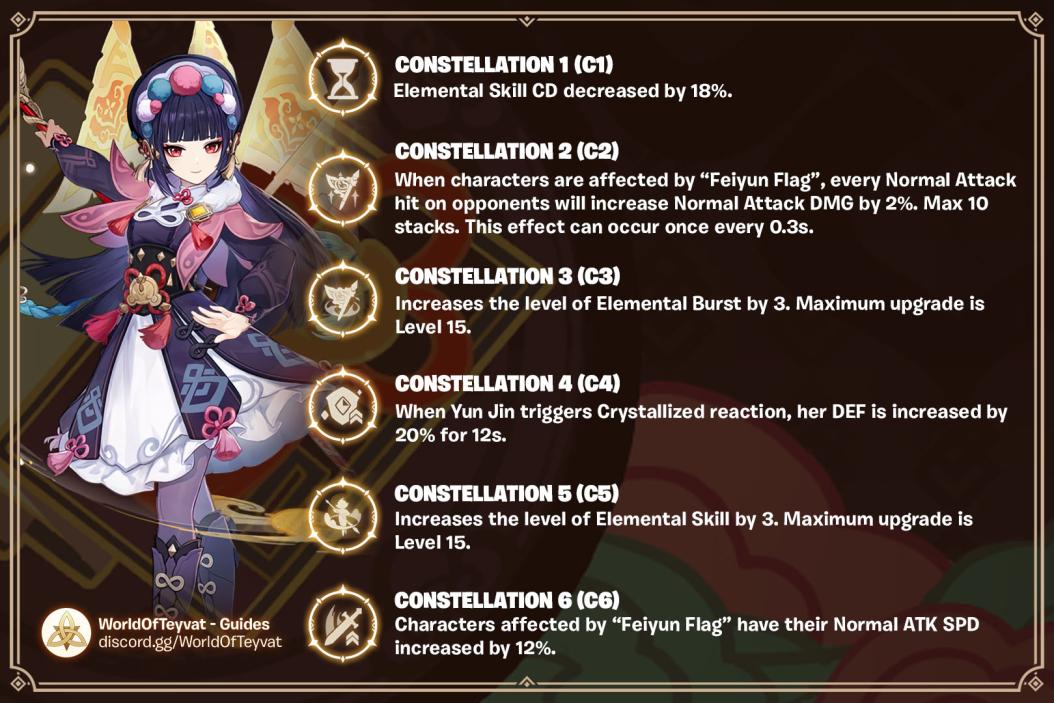 CONSTELLATION 1 (C1)
Elemental Skill CD decreased by 18%.
CONSTELLATION 2 (C2)
When characters are affected by “Feiyun Flag”, every Normal Attack
hit on opponents will increase Normal Attack DMG by 2%. Max 10
stacks. This effect can occur once every 0.3s.
CONSTELLATION 3 (C3)
Increases the level of Elemental Burst by 3. Maximum upgrade is
Level 15.
CONSTELLATION 4 (C4)
When Yun Jin triggers Crystallized reaction, her DEF is increased by
20% for 12s.
CONSTELLATION 5 (C5)
Increases the level of Elemental Skill by 3. Maximum upgrade is
Level 15.
CONSTELLATION 6 (C6)
Characters affected by “Feiyun Flag” have their Normal ATK SPD
increased by 12%.
WorldOfTeyvat - Guides
discord.gg/WorldOfTeyvat